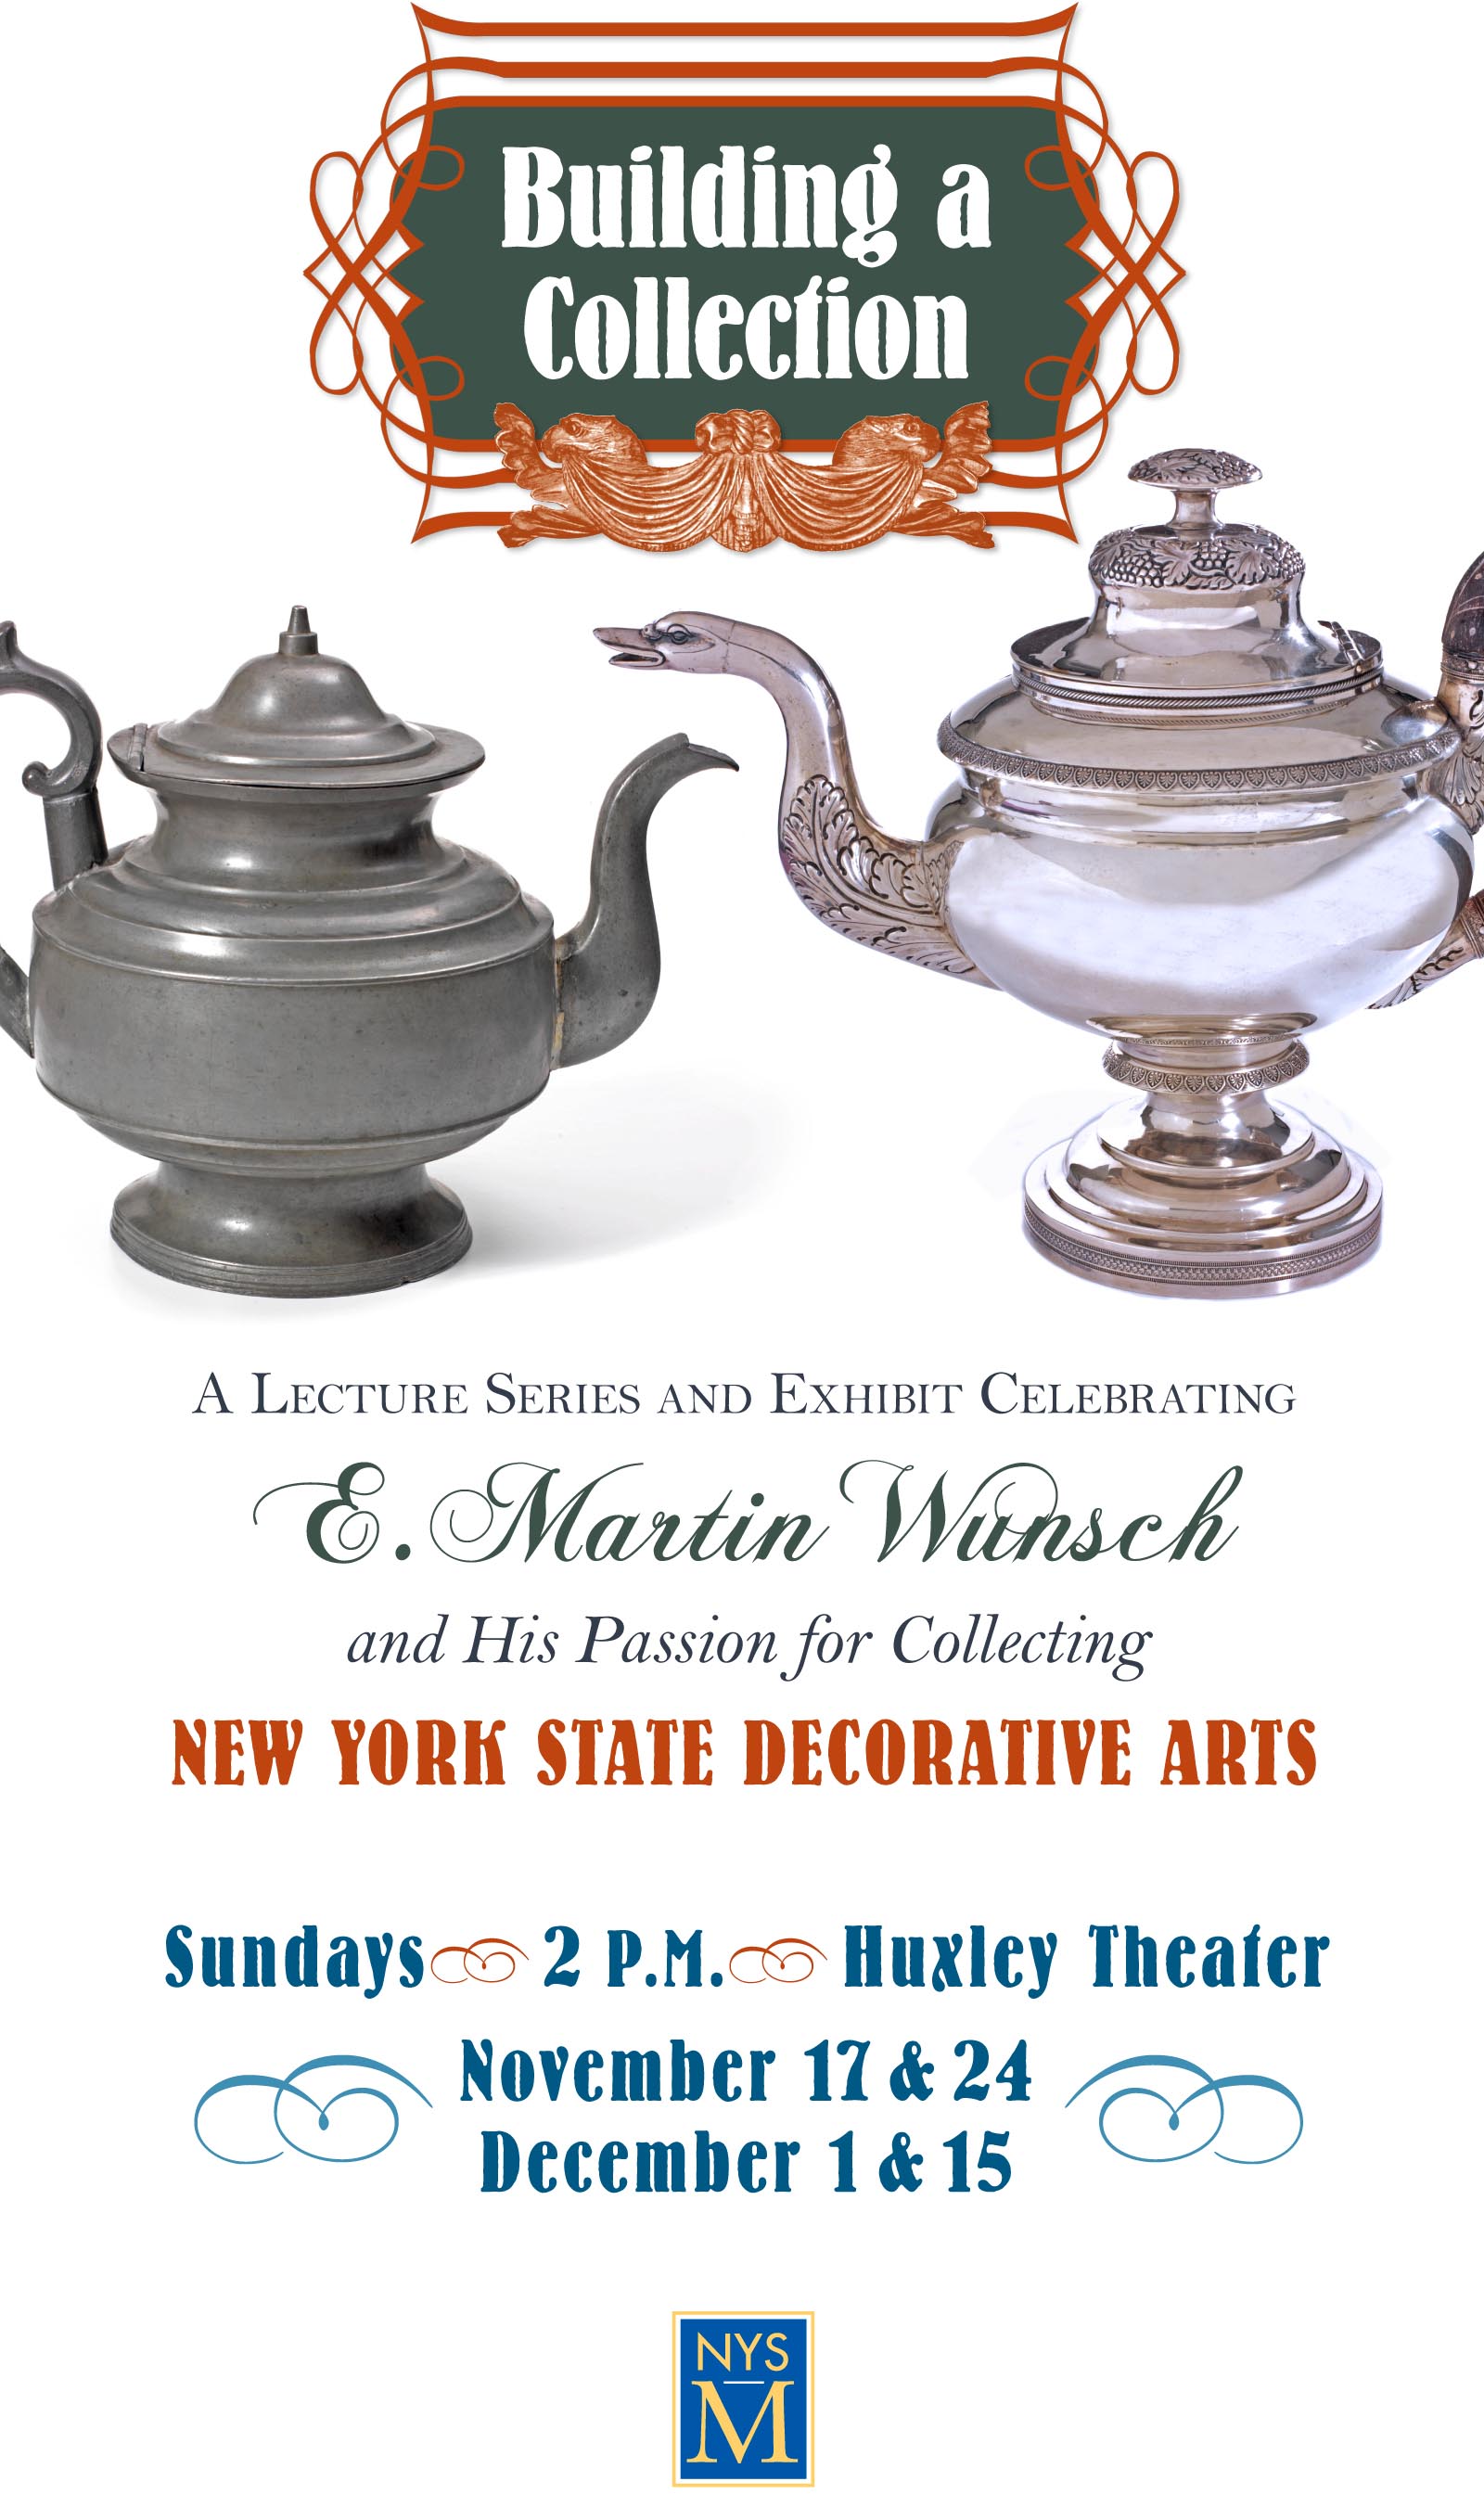 Building a
Collection
A Lecture Series and Exhibit Celebrating
E. Martin Wunsch
and His Passion for Collecting
NEW YORK STATE DECORATIVE ARTS
Sundays 2 P.M. Huxley Theater
November 17 & 24
December 1 & 15
NYS
M